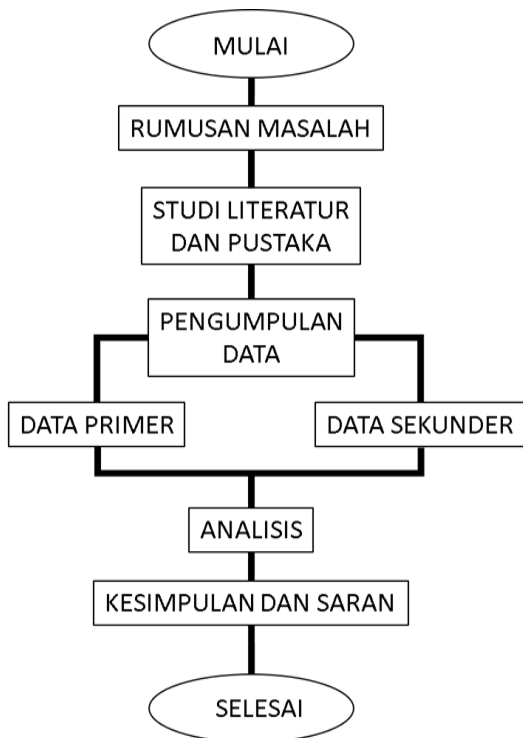 MULAI
RUMUSAN MASALAH
STUDI LITERATUR
DAN PUSTAKA
PENGUMPULAN
DATA
DATA PRIMER
DATA SEKUNDER
ANALISIS
KESIMPULAN DAN SARAN
SELESAI